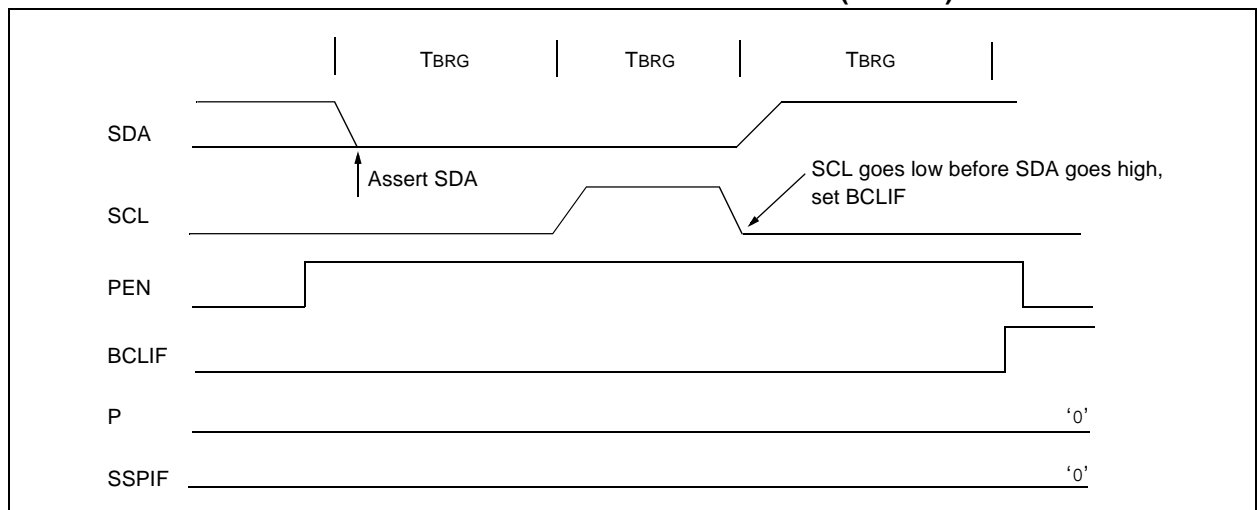 TBRG TBRG TBRG
SDA
Assert SDA
SCL goes low before SDA goes high,
set BCLIF
SCL
PEN
BCLIF
P
'0'
SSPIF
'0'